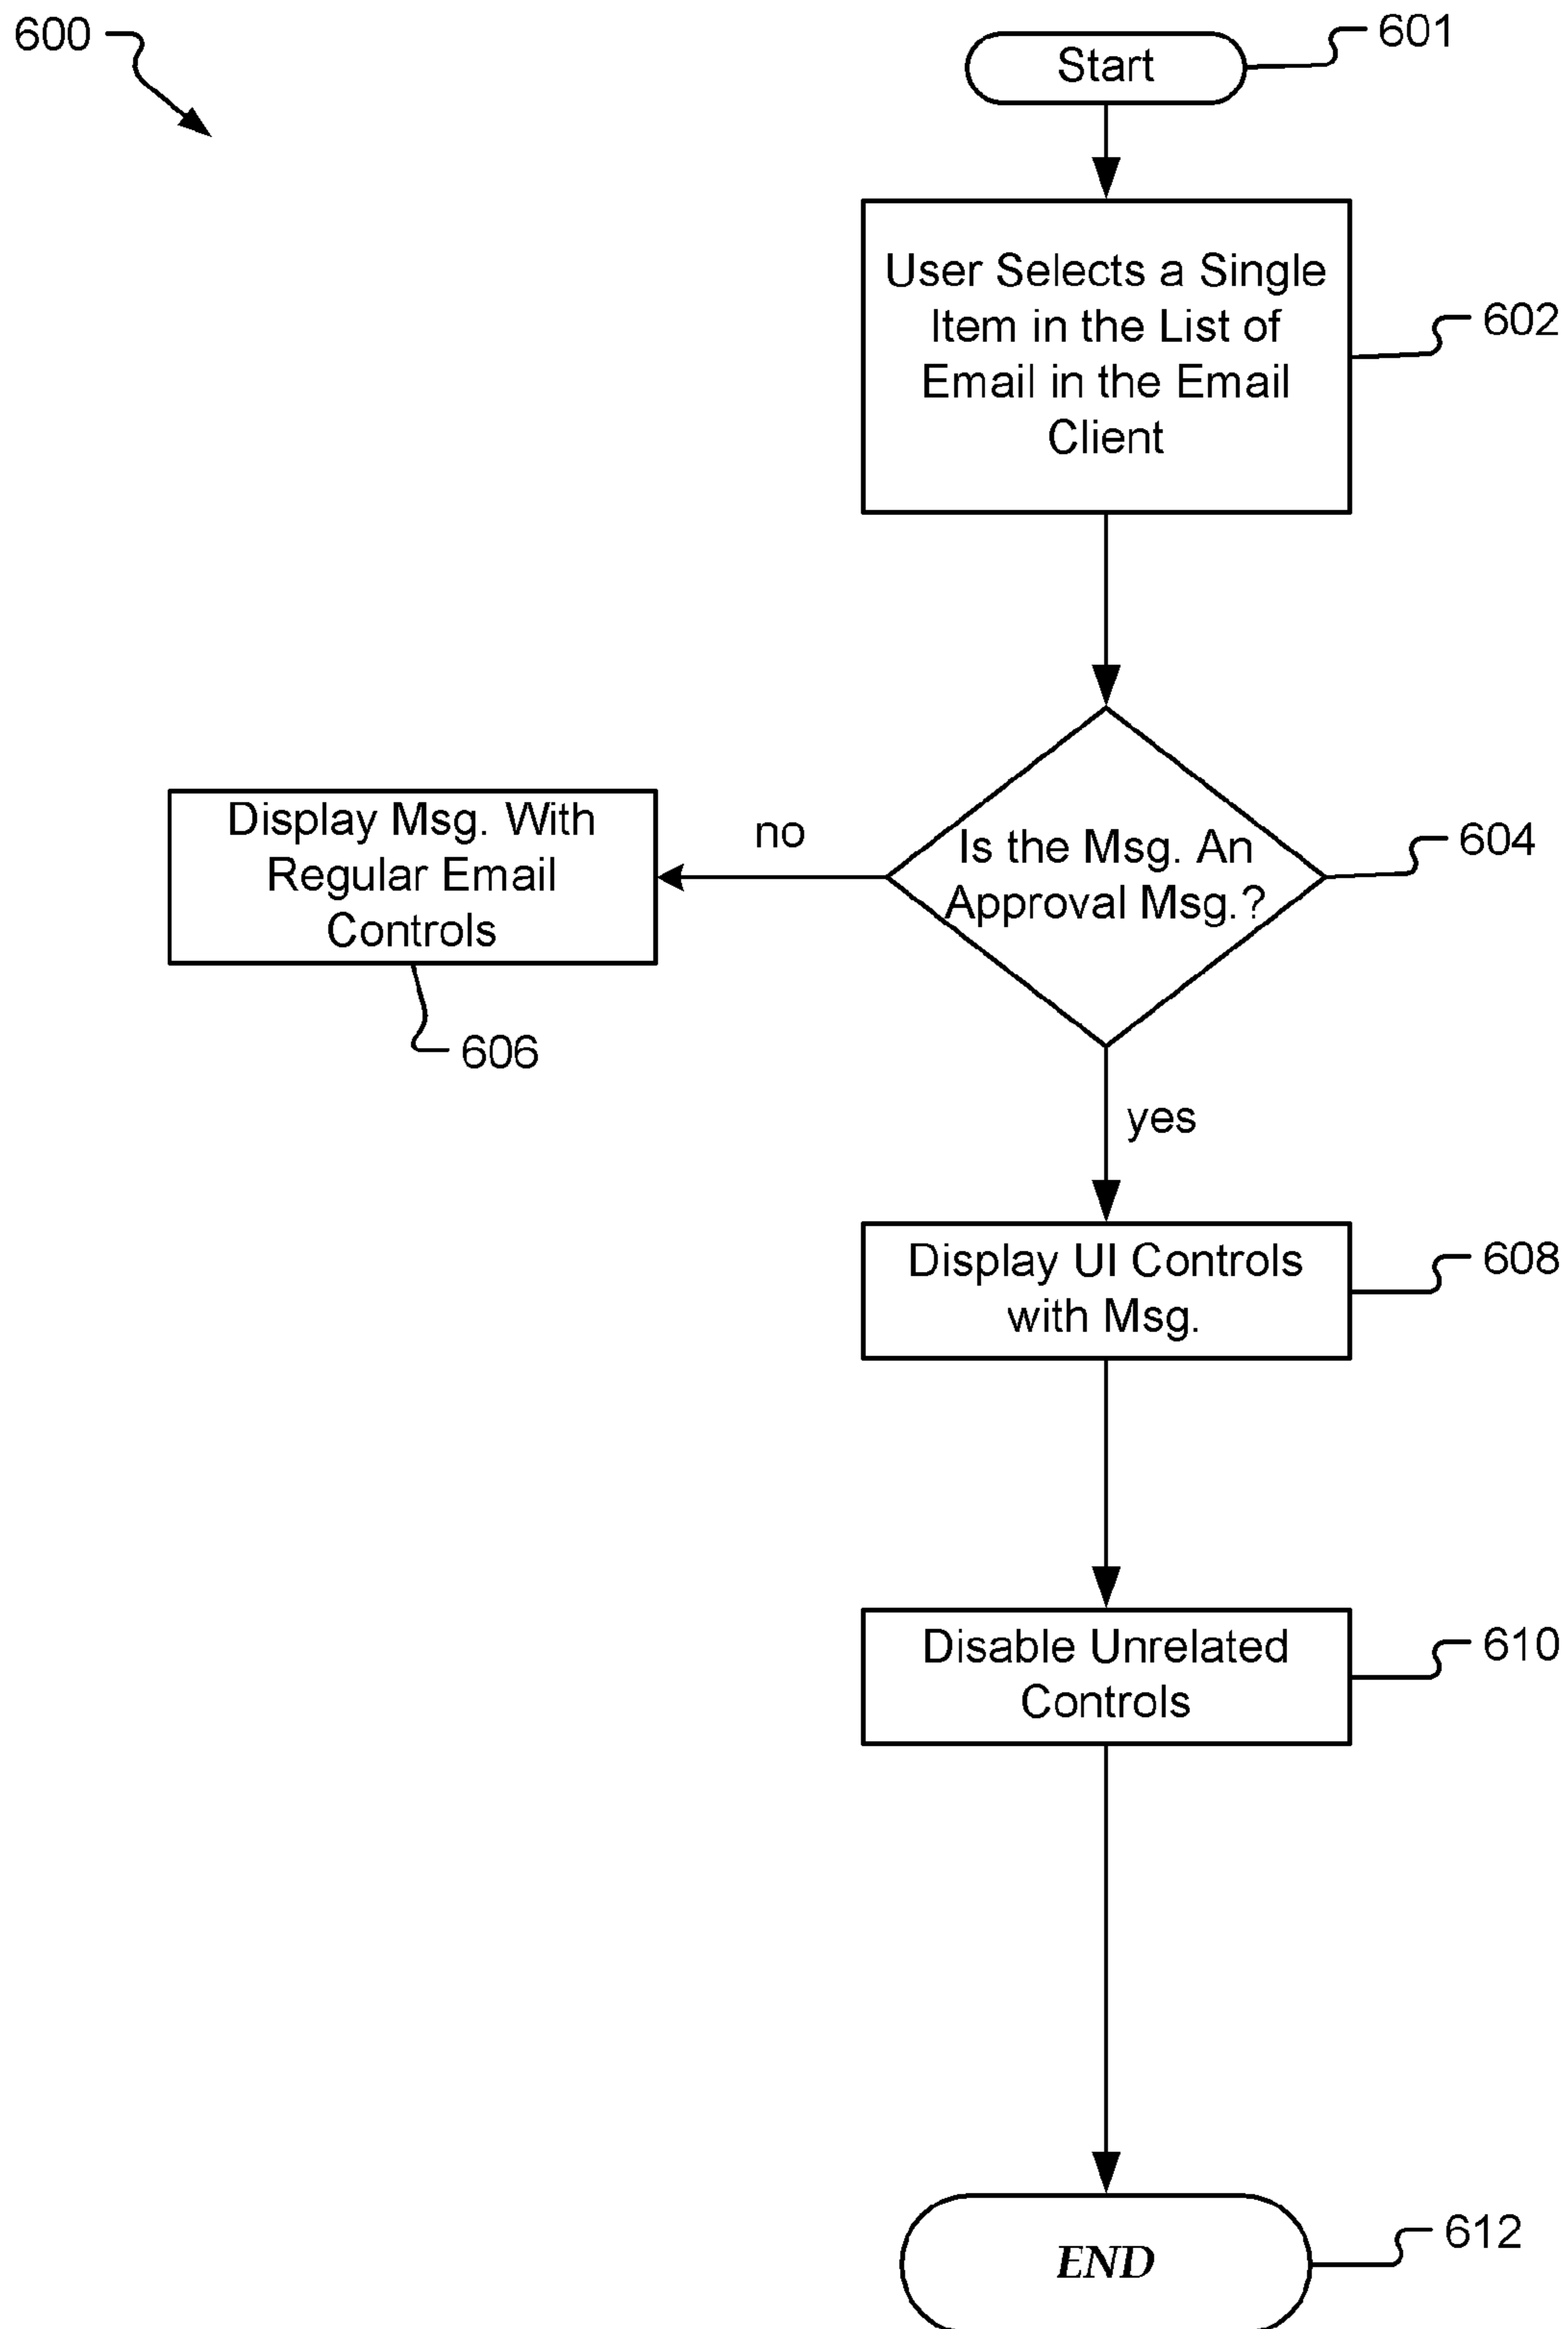 600
Start
601
User Selects a Single
Item in the List of
Email in the Email
Client
602
Display Msg. With
Regular Email
Controls
606
no
Is the Msg. An
Approval Msg.?
604
yes
Display UI Controls
with Msg.
608
Disable Unrelated
Controls
610
END
612